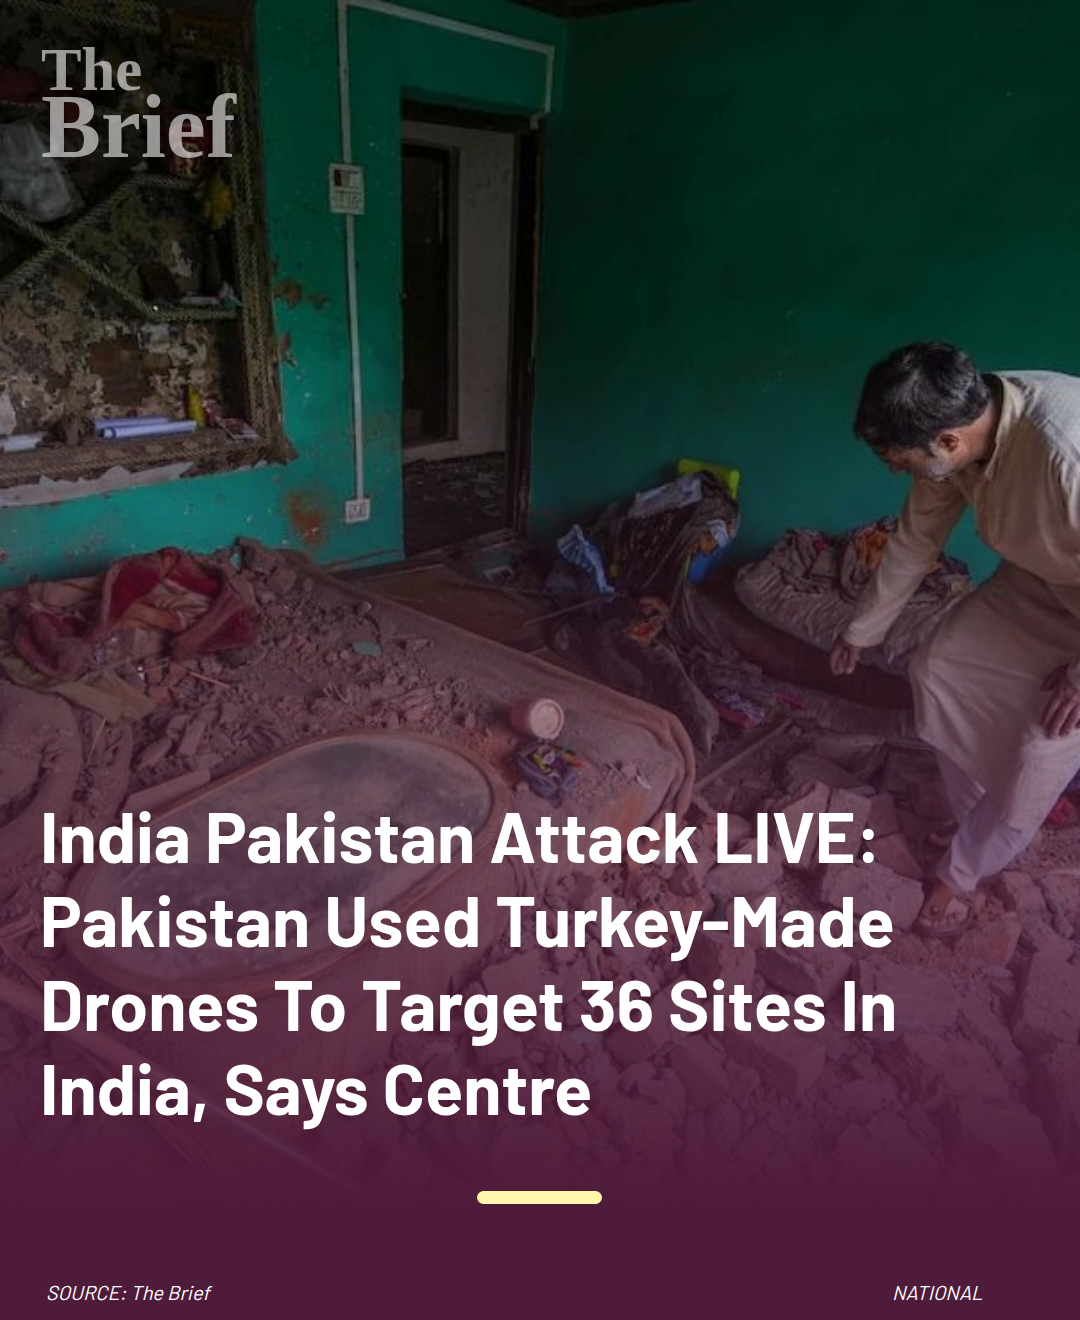 The
Brief
India Pakistan Attack LIVE:
Pakistan Used Turkey-Made
Drones To Target 36 Sites In
India, Says Centre
SOURCE: The Brief
NATIONAL